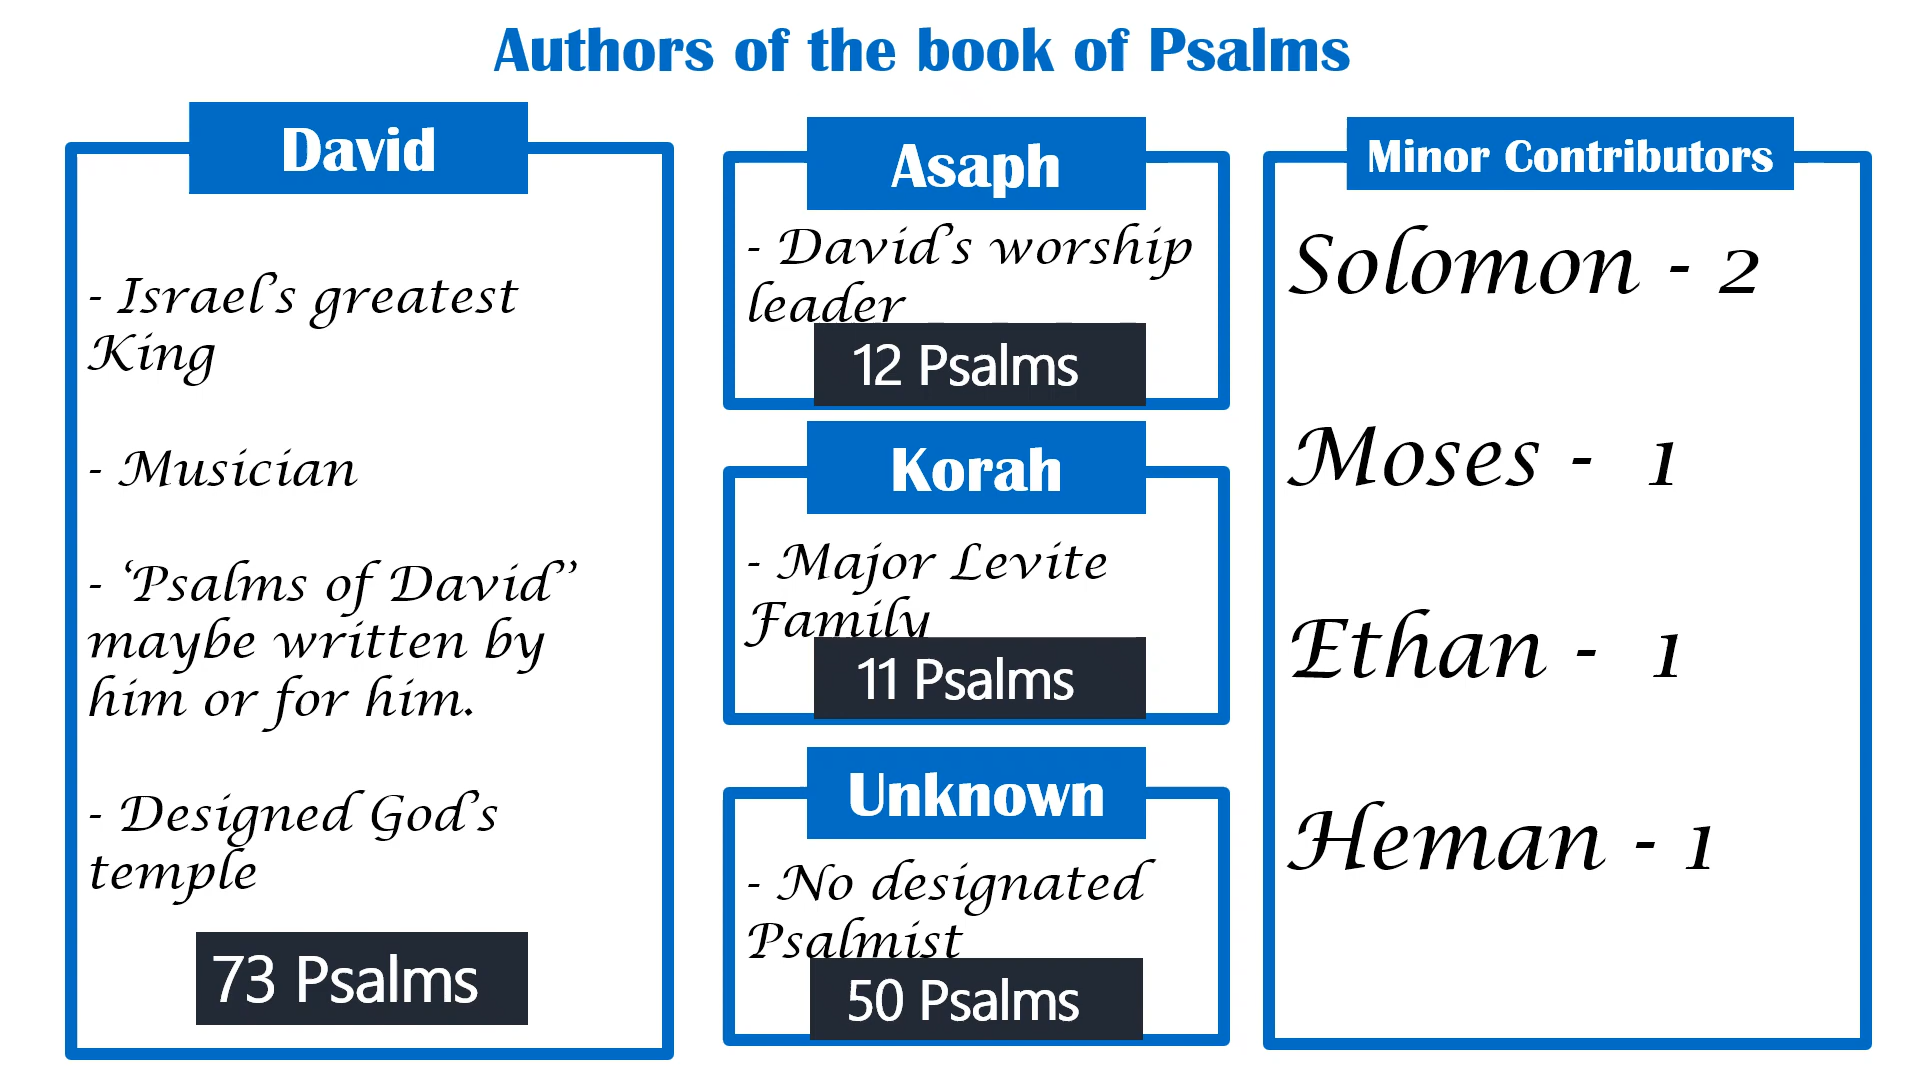 Authors of the book of Psalms
David
- Israel's greatest
King
- Musician
- ‘Psalms of David’’
maybe written by
him or for him.
- Designed God's
temple
73 Psalms
Asaph
- David's worship
leader
12 Psalms
Korah
- Major Levite
Family
11 Psalms
Unknown
- No designated
Psalmist
50 Psalms
Minor Contributors
Solomon - 2
Moses - 1
Ethan - 1
Heman - 1